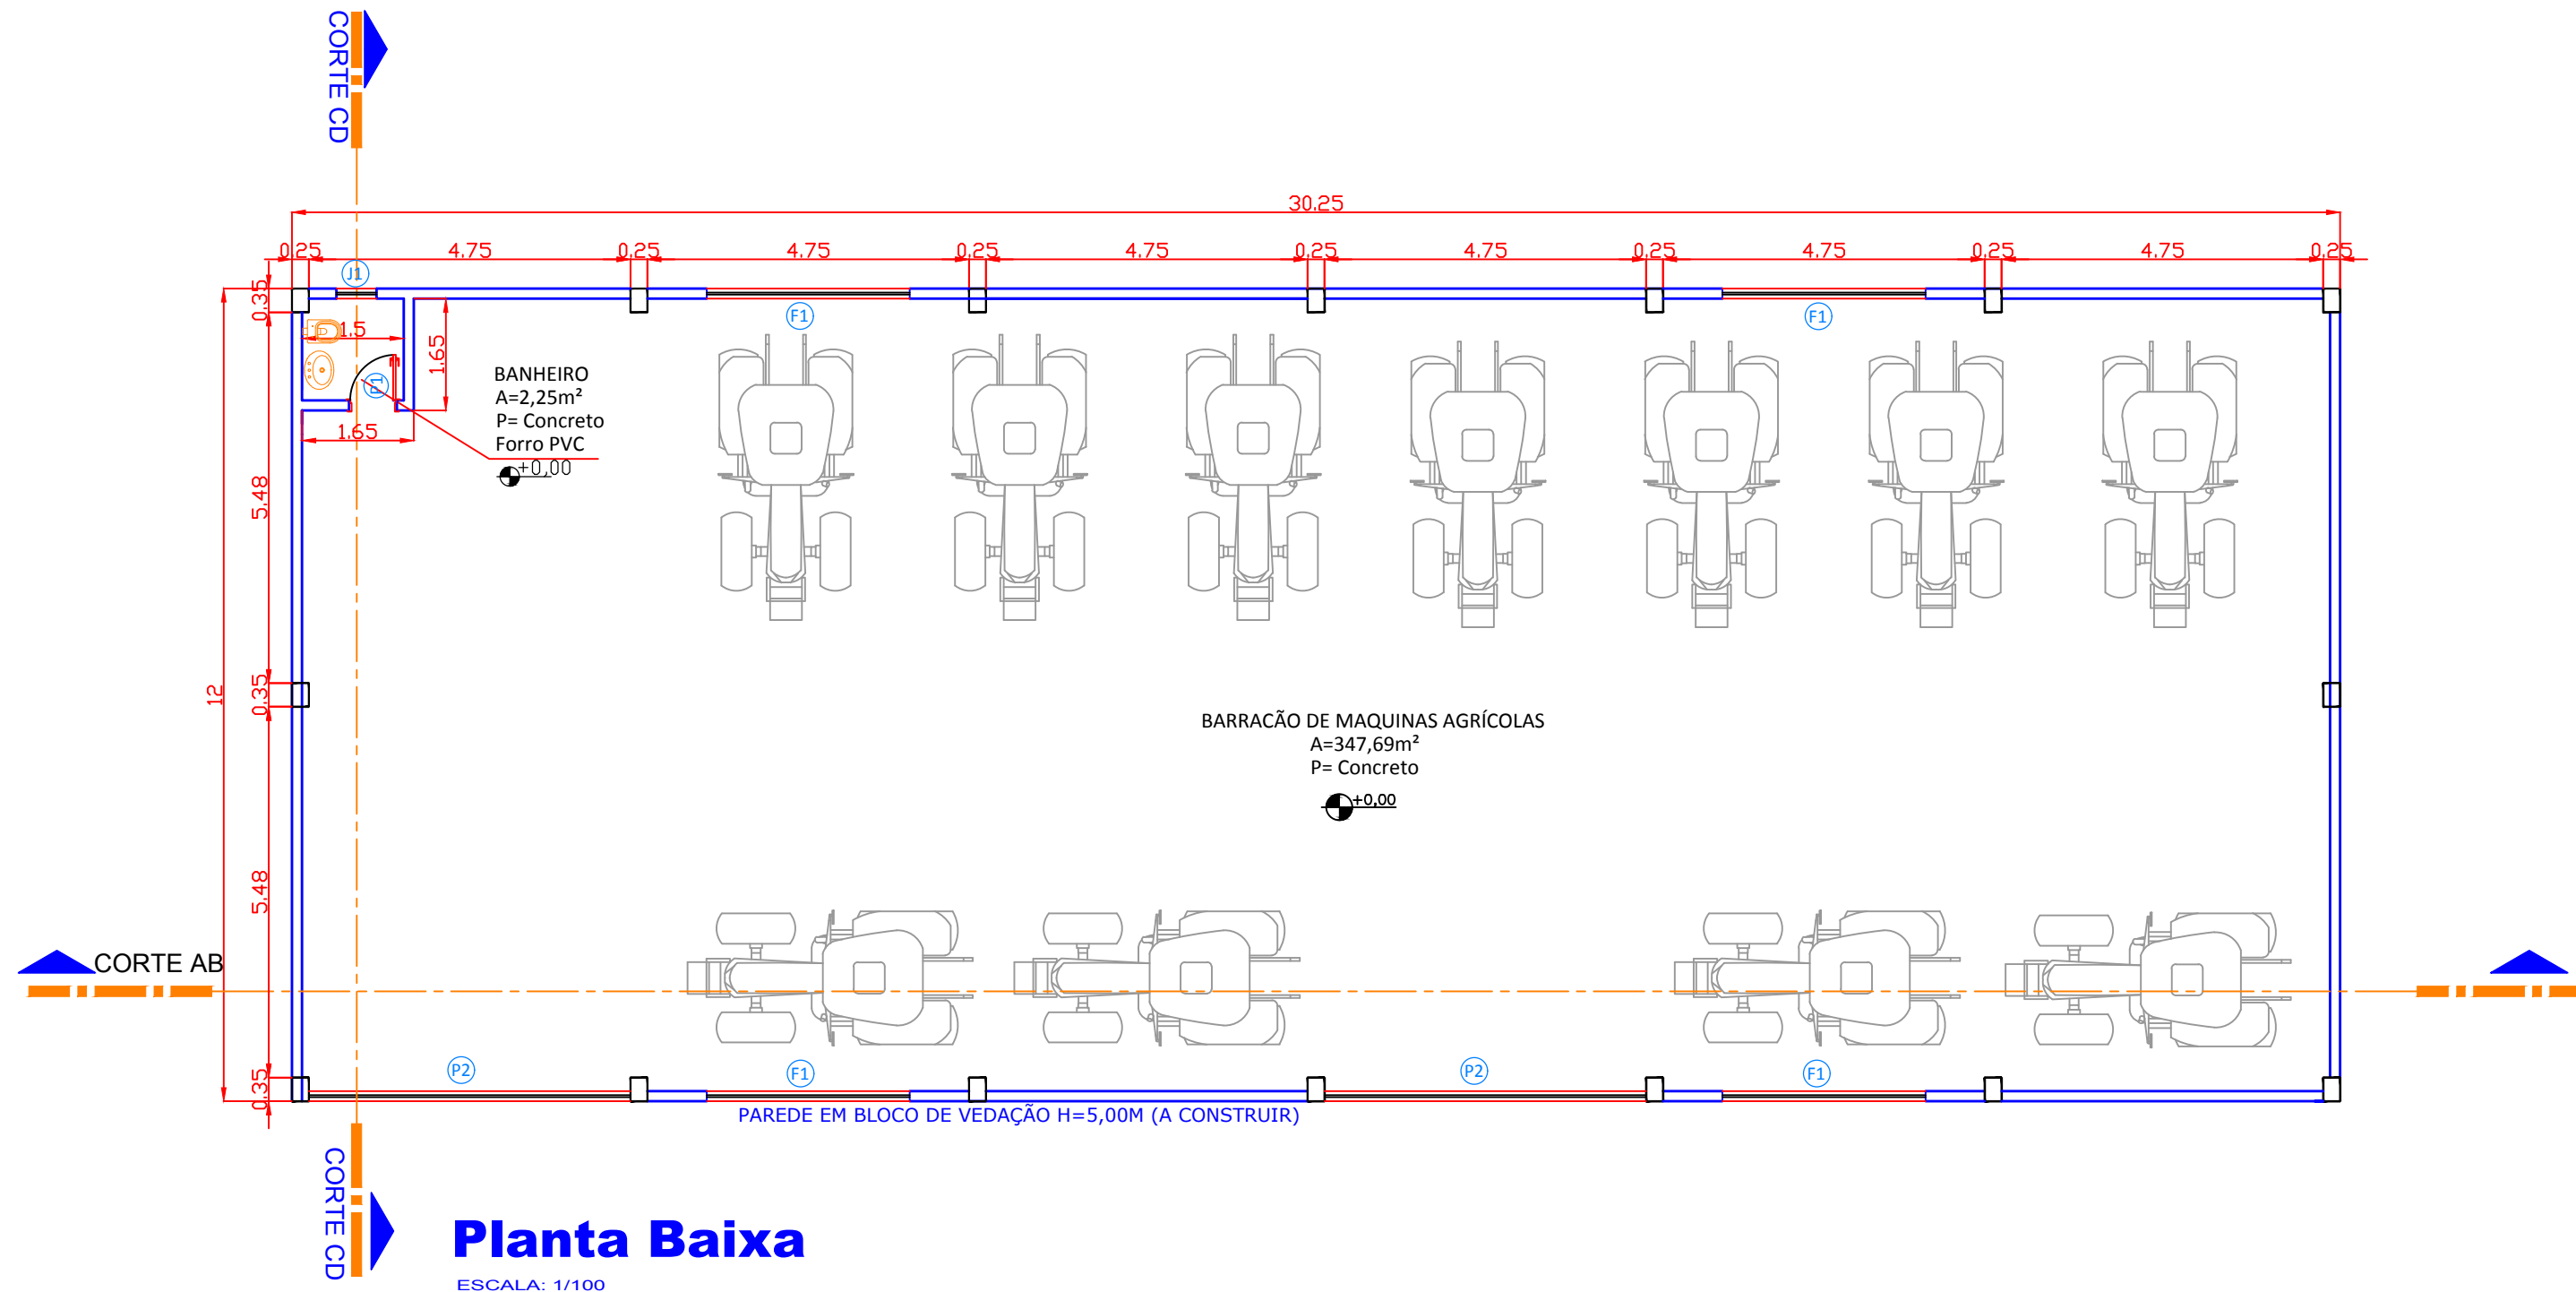 CORTE CD
30.25
0.25 4.75 0.25 4.75 0.25 4.75 0.25 4.75 0.25 4.75 0.25 4.75 0.25
J1
0.35
F1
F1
1.5
1.65
P1
BANHEIRO
A=2,25m²
P= Concreto
Forro PVC
+0,00
1.65
5,48
12
0.35
BARRACÃO DE MAQUINAS AGRÍCOLAS
A=347,69m²
P= Concreto
+0,00
5,48
CORTE AB
P2
F1
P2
F1
0.35
PAREDE EM BLOCO DE VEDAÇÃO H=5,00M (A CONSTRUIR)
CORTE CD
Planta Baixa
ESCALA: 1/100